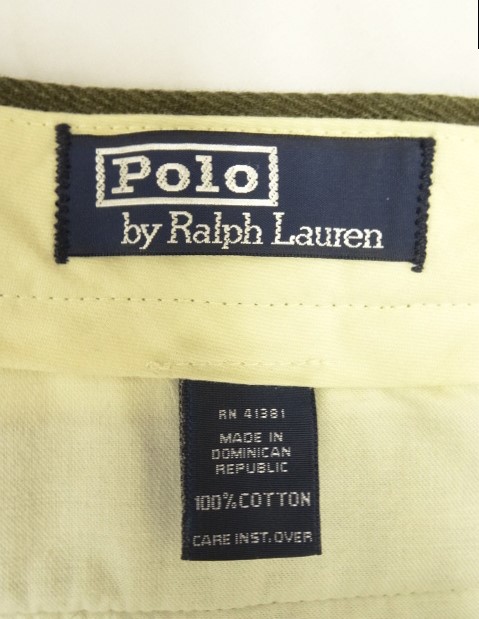 Polo
by Ralph Lauren
RN 41381
MADE IN
DOMINICAN
REPUBLIC
100% COTTON
CARE INST. OVER